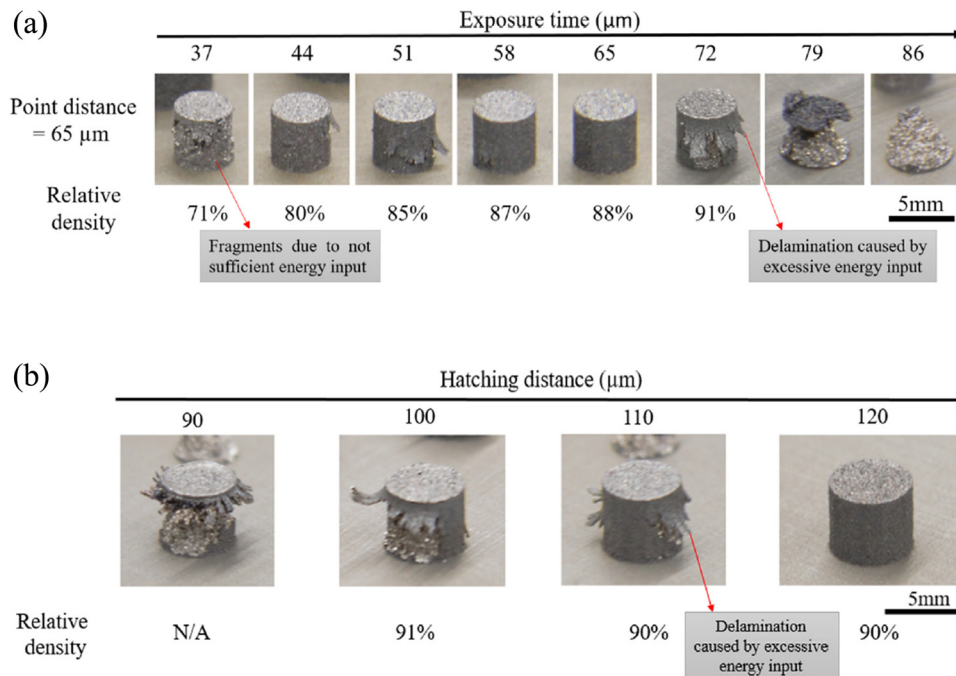 (a)
Exposure time (μm)
37 44 51 58 65 72 79 86
Point distance
= 65 μm
Relative
density
71% 80% 85% 87% 88% 91%
5mm
Fragments due to not
sufficient energy input
Delamination caused by
excessive energy input
(b)
Hatching distance (μm)
90 100 110 120
5mm
Relative
density
N/A 91% 90% 90%
Delamination
caused by excessive
energy input